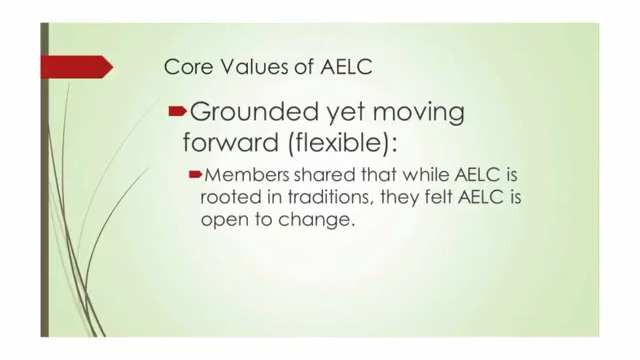 Core Values of AELC
Grounded yet moving
forward (flexible):
Members shared that while AELC is
rooted in traditions, they felt AELC is
open to change.